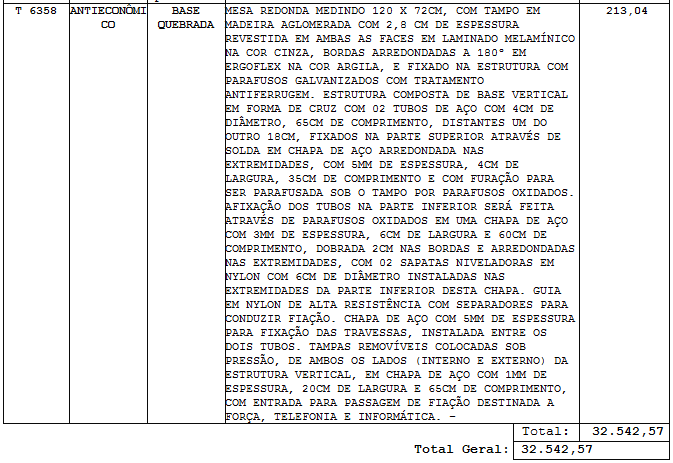 T 6358 ANTIECONÔMI BASE MESA REDONDA MEDINDO 120 X 72CM, COM TAMPO EM 213,04
CO QUEBRADA MADEIRA AGLOMERADA COM 2,8 CM DE ESPESSURA
REVESTIDA EM AMBAS AS FACES EM LAMINADO MELAMÍNICO
NA COR CINZA, BORDAS ARREDONDADAS A 180° EM
ERGOFLEX NA COR ARGILA, E FIXADO NA ESTRUTURA COM
PARAFUSOS GALVANIZADOS COM TRATAMENTO
ANTIFERRUGEM. ESTRUTURA COMPOSTA DE BASE VERTICAL
EM FORMA DE CRUZ COM 02 TUBOS DE AÇO COM 4CM DE
DIÂMETRO, 65CM DE COMPRIMENTO, DISTANTES UM DO
OUTRO 18CM, FIXADOS NA PARTE SUPERIOR ATRAVÉS DE
SOLDA EM CHAPA DE AÇO ARREDONDADA NAS
EXTREMIDADES, COM 5MM DE ESPESSURA, 4CM DE
LARGURA, 35CM DE COMPRIMENTO E COM FURAÇÃO PARA
SER PARAFUSADA SOB O TAMPO POR PARAFUSOS OXIDADOS.
AFIXAÇÃO DOS TUBOS NA PARTE INFERIOR SERÁ FEITA
ATRAVÉS DE PARAFUSOS OXIDADOS EM UMA CHAPA DE AÇO
COM 3MM DE ESPESSURA, 6CM DE LARGURA E 60CM DE
COMPRIMENTO, DOBRADA 2CM NAS BORDAS E ARREDONDADAS
NAS EXTREMIDADES, COM 02 SAPATAS NIVELADORAS EM
NYLON COM 6CM DE DIÂMETRO INSTALADAS NAS
EXTREMIDADES DA PARTE INFERIOR DESTA CHAPA. GUIA
EM NYLON DE ALTA RESISTÊNCIA COM SEPARADORES PARA
CONDUZIR FIAÇÃO. CHAPA DE AÇO COM 5MM DE ESPESSURA
PARA FIXAÇÃO DAS TRAVESSAS, INSTALADA ENTRE OS
DOIS TUBOS. TAMPAS REMOVÍVEIS COLOCADAS SOB
PRESSÃO, DE AMBOS OS LADOS (INTERNO E EXTERNO) DA
ESTRUTURA VERTICAL, EM CHAPA DE AÇO COM 1MM DE
ESPESSURA, 20CM DE LARGURA E 65CM DE COMPRIMENTO,
COM ENTRADA PARA PASSAGEM DE FIAÇÃO DESTINADA A
FORÇA, TELEFONIA E INFORMÁTICA. –
Total: 32.542,57
Total Geral: 32.542,57